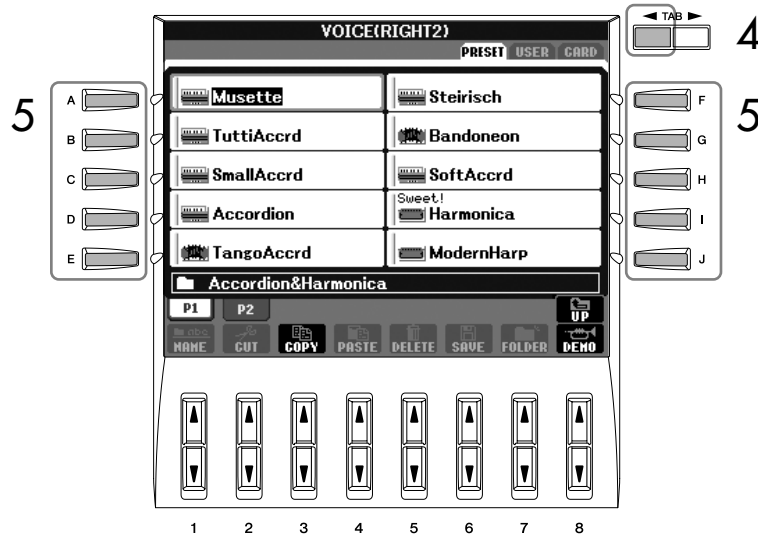 VOICE(RIGHT2)
TAB
4
PRESET USER CARD
5
5
A
Musette
Steirisch
F
B
TuttiAccrd
Bandoneon
G
C
SmallAccrd
SoftAccrd
H
D
Accordion
Sweet!
Harmonica
I
E
TangoAccrd
ModernHarp
J
Accordion&Harmonica
P1 P2
UP
NAME CUT COPY PASTE DELETE SAVE FOLDER DEMO
1 2 3 4 5 6 7 8